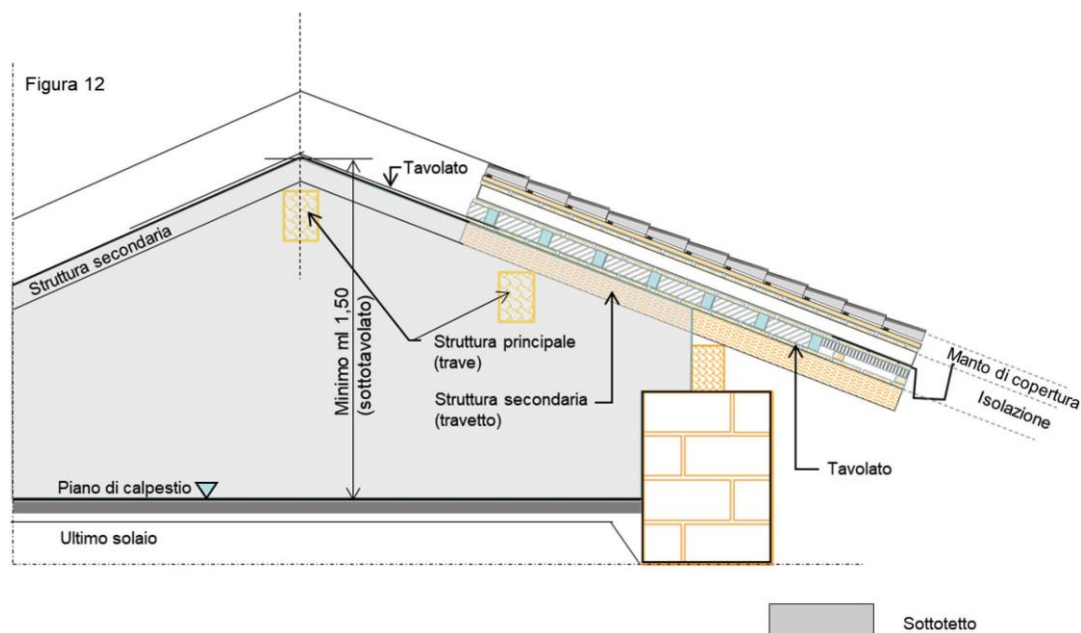 Figura 12
Tavolato
Struttura secondaria
Minimo ml 1,50
(sottotavolato)
Struttura principale
(trave)
Struttura secondaria
(travetto)
Manto di copertura
Isolazione
Tavolato
Piano di calpestio
Ultimo solaio
Sottotetto